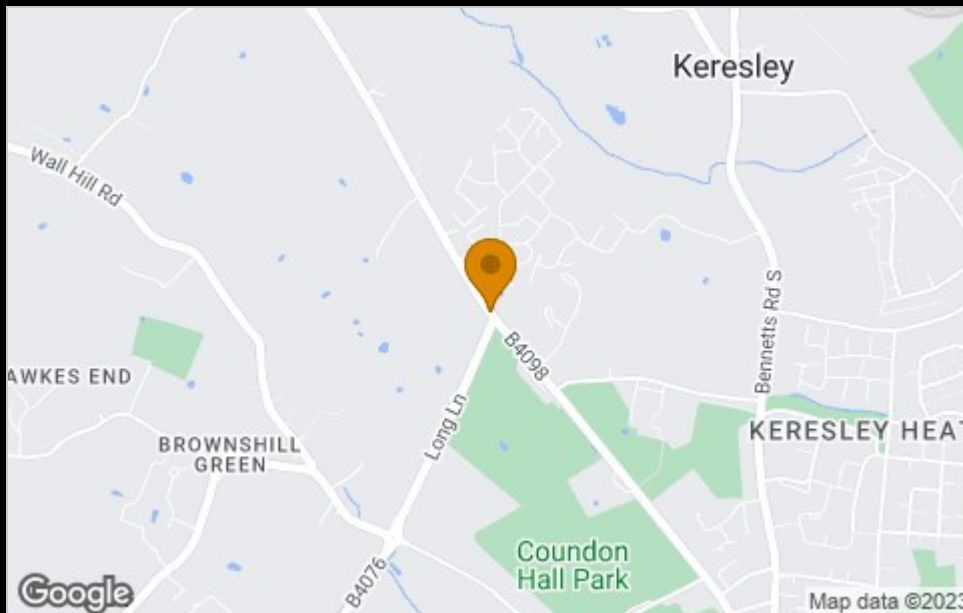 Keresley
Wall Hill Rd
Bennetts Rd S
B4098
AWKES END
Long Ln
KERESLEY HEAT
BROWNSHILL
GREEN
Coundon
Hall Park
B4076
Google
Map data ©2023